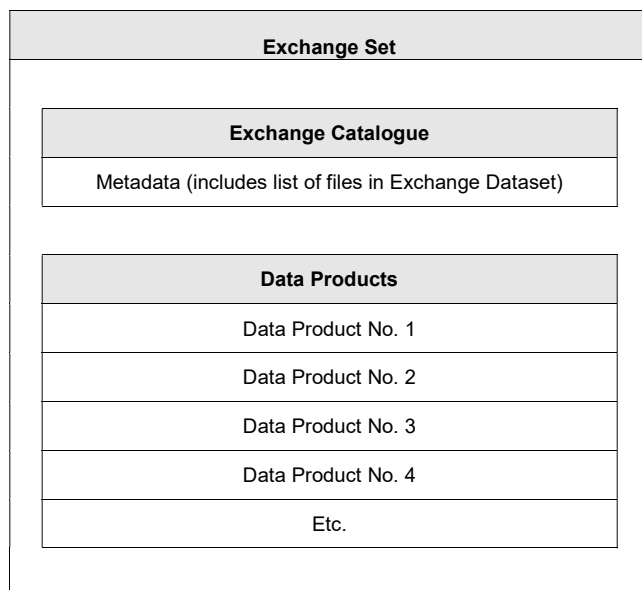 Exchange Set
Exchange Catalogue
Metadata (includes list of files in Exchange Dataset)
Data Products
Data Product No. 1
Data Product No. 2
Data Product No. 3
Data Product No. 4
Etc.